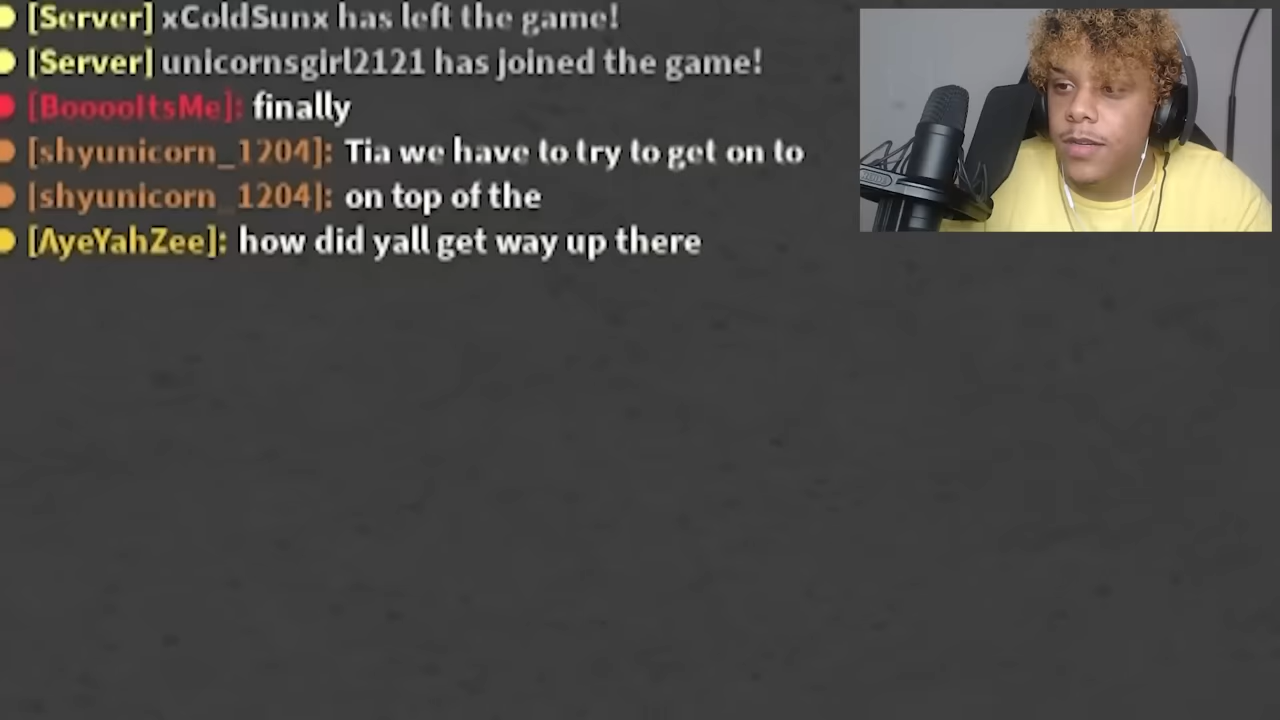 [Server] xColdSunx has left the game!
[Server] unicornsgirl2121 has joined the game!
[BooooItsMe]: finally
[shyunicorn_1204]: Tia we have to try to get on to
[shyunicorn_1204]: on top of the
[AyeYahZee]: how did yall get way up there